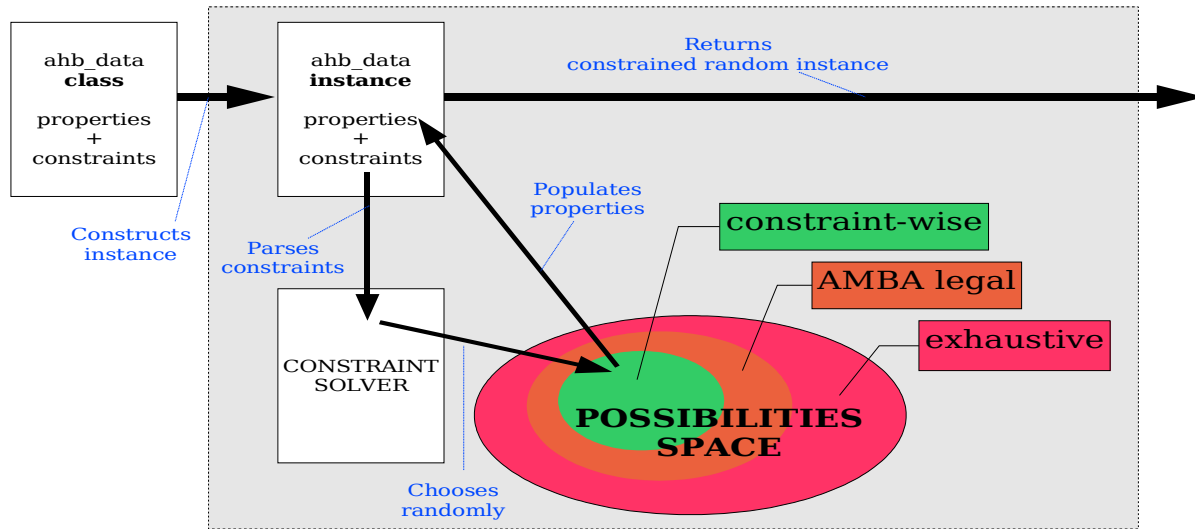 ahb_data
class
properties
+
constraints
Constructs
instance
ahb_data
instance
properties
+
constraints
Returns
constrained random instance
Parses
constraints
Populates
properties
constraint-wise
AMBA legal
exhaustive
CONSTRAINT
SOLVER
POSSIBILITIES
SPACE
Chooses
randomly